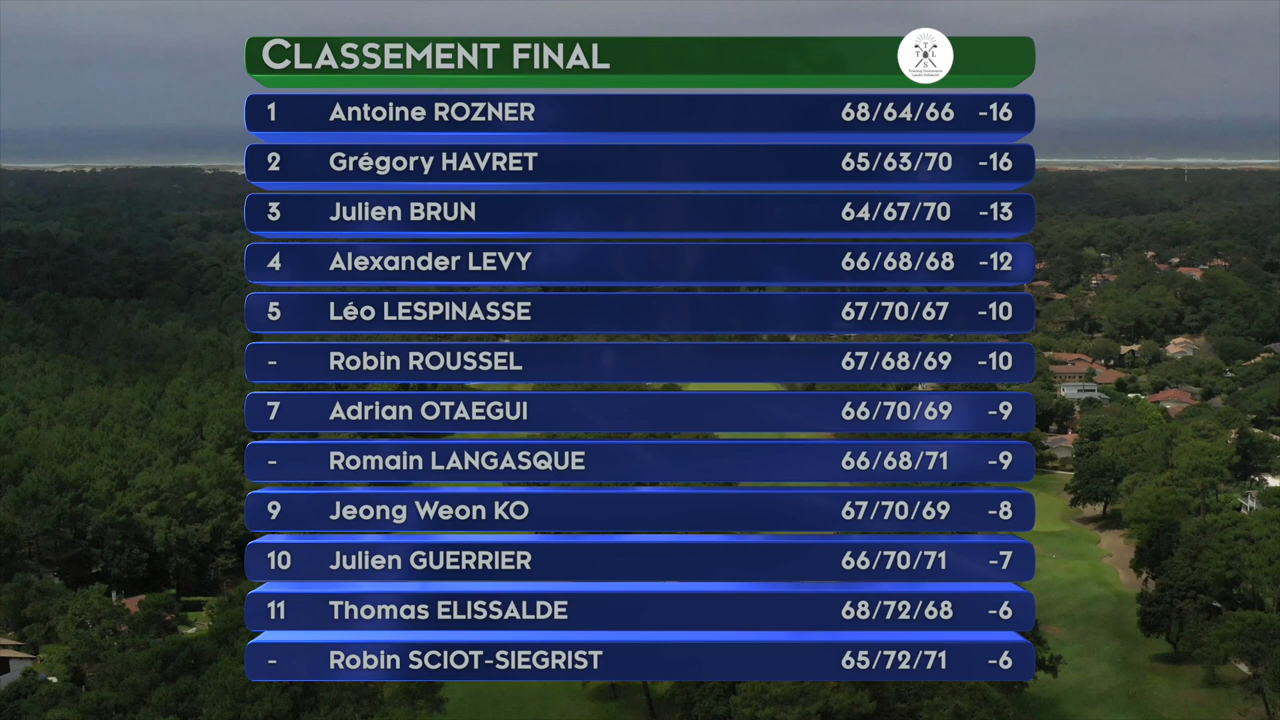 CLASSEMENT FINAL
T
T L
S
1 Antoine ROZNER 68/64/66 -16
2 Grégory HAVRET 65/63/70 -16
3 Julien BRUN 64/67/70 -13
4 Alexander LEVY 66/68/68 -12
5 Léo LESPINASSE 67/70/67 -10
- Robin ROUSSEL 67/68/69 -10
7 Adrian OTAEGUI 66/70/69 -9
- Romain LANGASQUE 66/68/71 -9
9 Jeong Weon KO 67/70/69 -8
10 Julien GUERRIER 66/70/71 -7
11 Thomas ELISSALDE 68/72/68 -6
- Robin SCIOT-SIEGRIST 65/72/71 -6